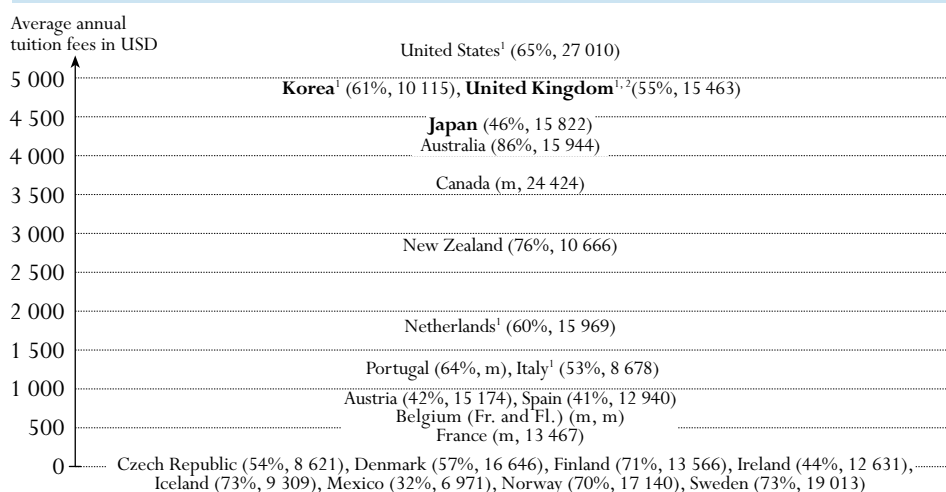 Average annual
tuition fees in USD
United States¹ (65%, 27 010)
5 000
Korea¹ (61%, 10 115), United Kingdom¹, ²(55%, 15 463)
4 500
Japan (46%, 15 822)
Australia (86%, 15 944)
4 000
Canada (m, 24 424)
3 500
3 000
New Zealand (76%, 10 666)
2 500
2 000
Netherlands¹ (60%, 15 969)
1 500
Portugal (64%, m), Italy¹ (53%, 8 678)
1 000
Austria (42%, 15 174), Spain (41%, 12 940)
Belgium (Fr. and Fl.) (m, m)
500
France (m, 13 467)
0
Czech Republic (54%, 8 621), Denmark (57%, 16 646), Finland (71%, 13 566), Ireland (44%, 12 631),
Iceland (73%, 9 309), Mexico (32%, 6 971), Norway (70%, 17 140), Sweden (73%, 19 013)